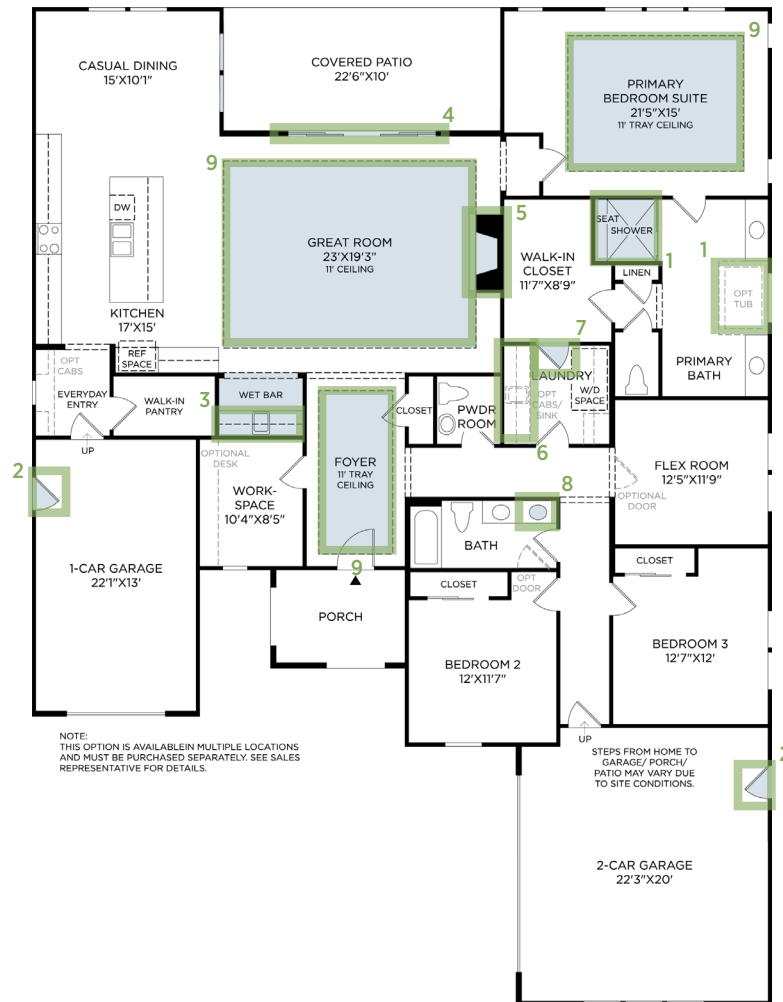 9
CASUAL DINING
15'X10'1"
COVERED PATIO
22'6"X10'
PRIMARY
BEDROOM SUITE
21'5"X15'
11' TRAY CEILING
4
9
DW
5
SEAT
SHOWER
GREAT ROOM
23'X19'3"
11' CEILING
WALK-IN
CLOSET
11'7"X8'9"
1
1
LINEN
OPT
TUB
KITCHEN
17'X15'
REF
SPACE
7
OPT
CABS
LAUNDRY
PRIMARY
BATH
EVERYDAY
ENTRY
WALK-IN
PANTRY
3
WET BAR
CLOSET
PWDR
ROOM
OPT
CABS/
SINK
W/D
SPACE
UP
6
2
OPTIONAL
DESK
FOYER
11' TRAY
CEILING
FLEX ROOM
12'5"X11'9"
WORK-
SPACE
10'4"X8'5"
8
OPTIONAL
DOOR
BATH
1-CAR GARAGE
22'1"X13'
9
CLOSET
OPT
DOOR
CLOSET
PORCH
BEDROOM 2
12'X11'7"
BEDROOM 3
12'7"X12'
NOTE:
THIS OPTION IS AVAILABLEIN MULTIPLE LOCATIONS
AND MUST BE PURCHASED SEPARATELY. SEE SALES
REPRESENTATIVE FOR DETAILS.
UP
STEPS FROM HOME TO
GARAGE/ PORCH/
PATIO MAY VARY DUE
TO SITE CONDITIONS.
2-CAR GARAGE
22'3"X20'